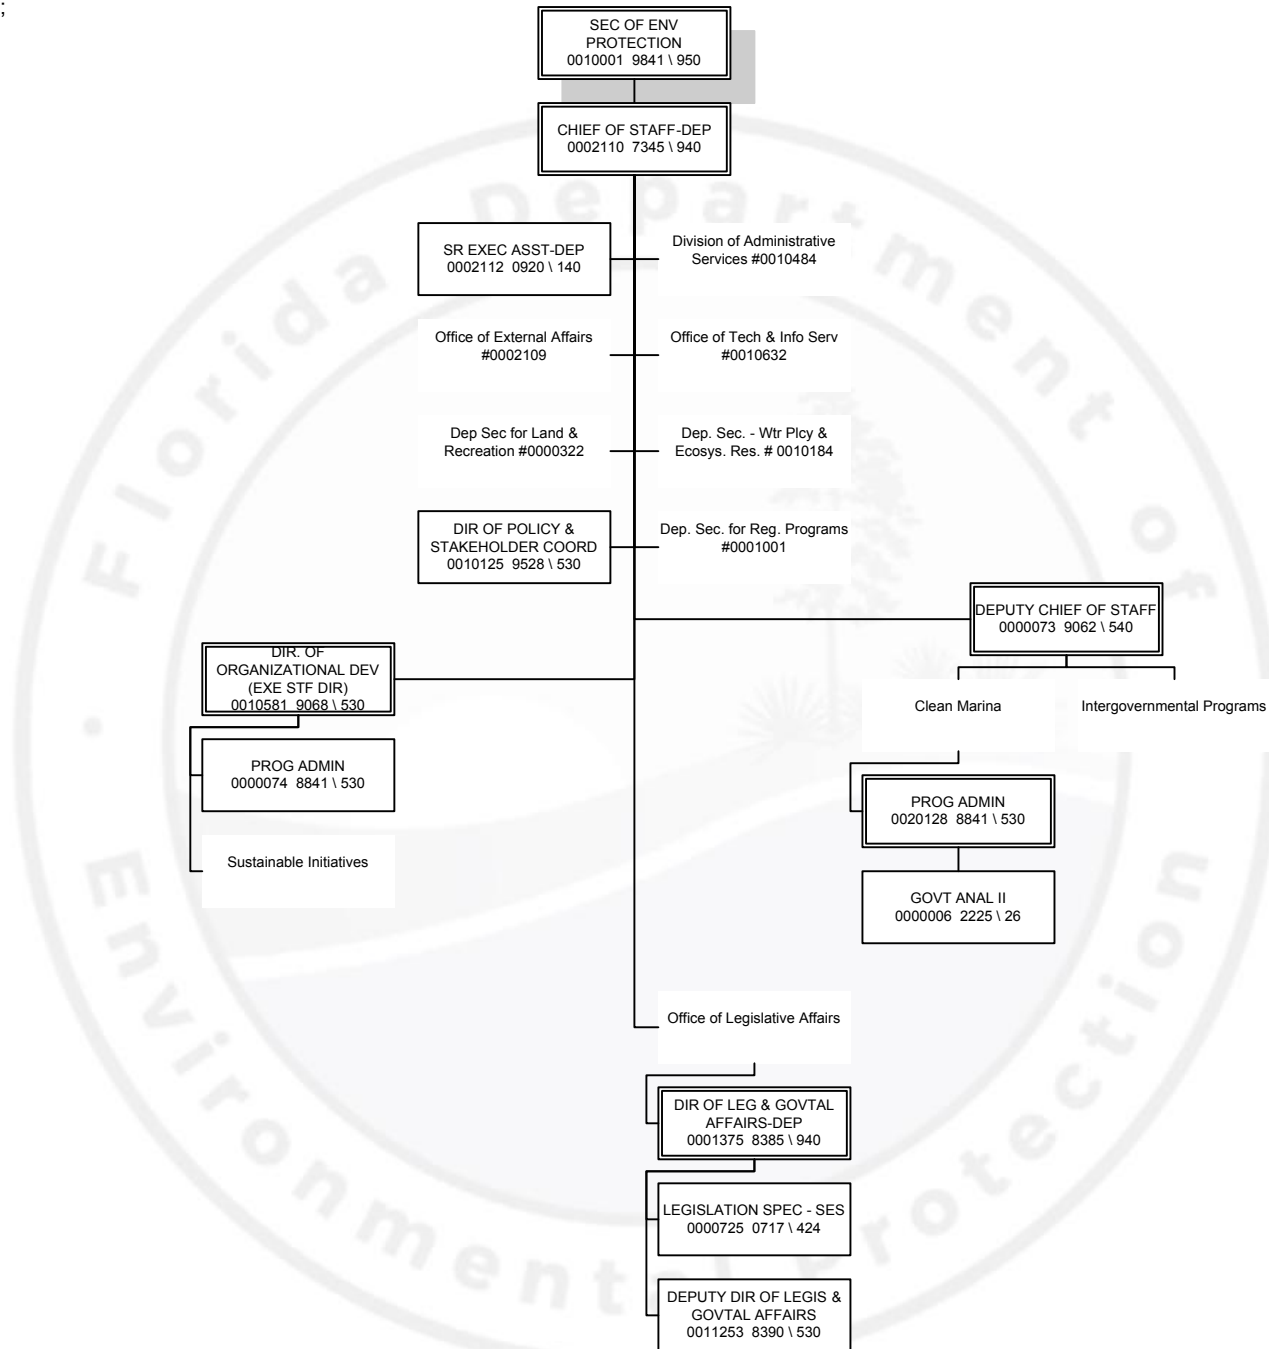 ;
SEC OF ENV
PROTECTION
0010001 9841 \ 950
CHIEF OF STAFF-DEP
0002110 7345 \ 940
SR EXEC ASST-DEP
0002112 0920 \ 140
Division of Administrative
Services #0010484
Office of External Affairs
#0002109
Office of Tech & Info Serv
#0010632
Dep Sec for Land &
Recreation #0000322
Dep. Sec. - Wtr Plcy &
Ecosys. Res. # 0010184
DIR OF POLICY &
STAKEHOLDER COORD
0010125 9528 \ 530
Dep. Sec. for Reg. Programs
#0001001
DEPUTY CHIEF OF STAFF
0000073 9062 \ 540
DIR. OF
ORGANIZATIONAL DEV
(EXE STF DIR)
0010581 9068 \ 530
Clean Marina
Intergovernmental Programs
PROG ADMIN
0000074 8841 \ 530
PROG ADMIN
0020128 8841 \ 530
Sustainable Initiatives
GOVT ANAL II
0000006 2225 \ 26
Office of Legislative Affairs
DIR OF LEG & GOVTAL
AFFAIRS-DEP
0001375 8385 \ 940
LEGISLATION SPEC - SES
0000725 0717 \ 424
DEPUTY DIR OF LEGIS &
GOVTAL AFFAIRS
0011253 8390 \ 530
Florida Department of
Environmental Protection